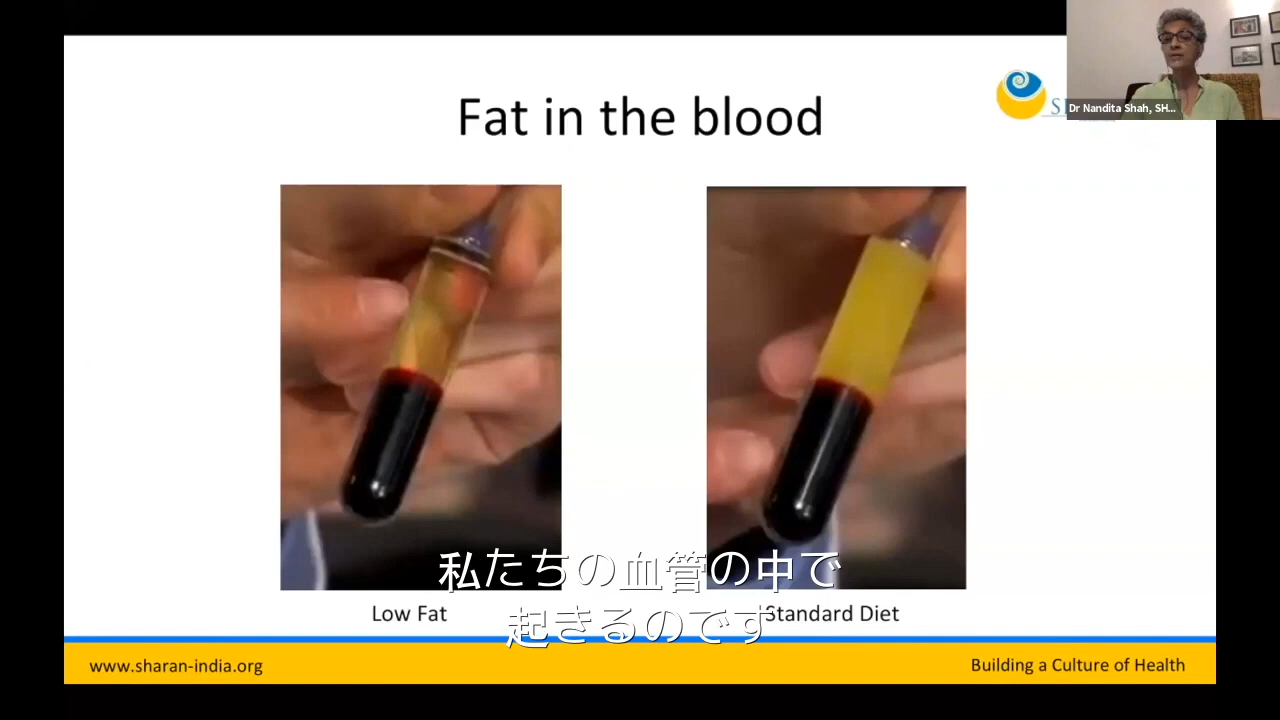 Fat in the blood
Dr Nandita Shah, SH...
私たちの血管の中で
起きるのです
Low Fat
Standard Diet
www.sharan-india.org
Building a Culture of Health